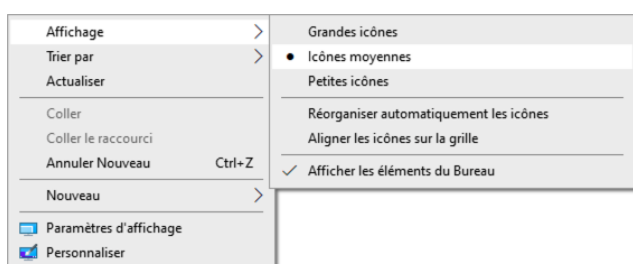 Affichage
Trier par
Actualiser
Coller
Coller le raccourci
Annuler Nouveau Ctrl+Z
Nouveau
Paramètres d'affichage
Personnaliser
Grandes icônes
Icônes moyennes
Petites icônes
Réorganiser automatiquement les icônes
Aligner les icônes sur la grille
Afficher les éléments du Bureau